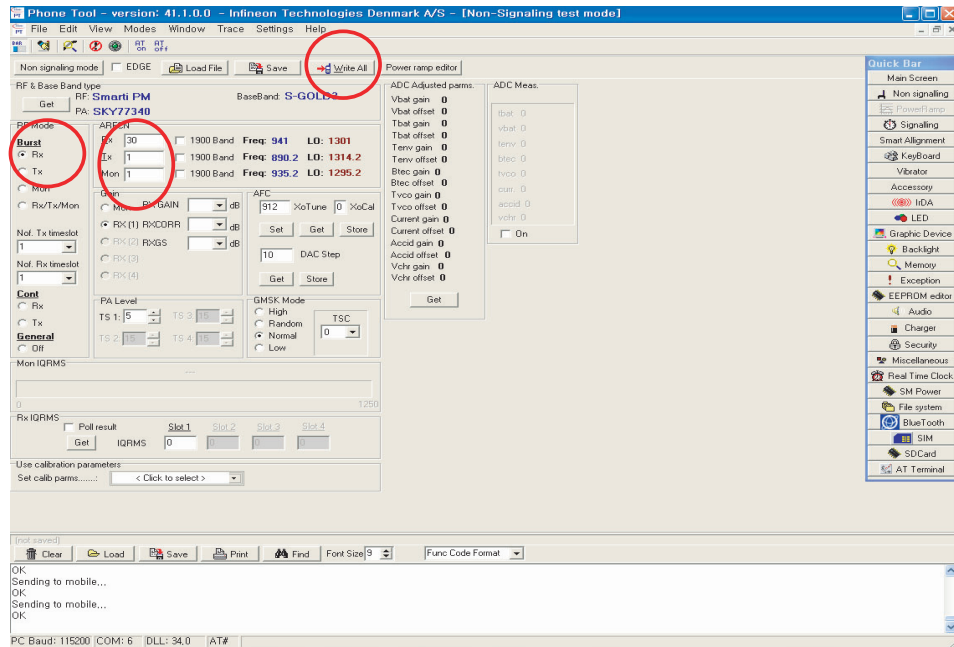 Phone Tool - version: 41.1.0.0 - Infineon Technologies Denmark A/S - [Non-Signaling test mode]
File Edit View Modes Window Trace Settings Help
BAR AT on AT off
Non signaling mode EDGE Load File Save Write All Power ramp editor
RF & Base Band type
Get RF: Smarti PM BaseBand: S-GOLD3
PA: SKY77340
RF Mode
Burst
Rx
Tx
Mon
Rx/Tx/Mon
Nof. Tx timeslot
1
Nof. Rx timeslot
1
Cont
Rx
Tx
General
Off
ARFCN
Rx 30 1900 Band Freq: 941 LO: 1301
Tx 1 1900 Band Freq: 890.2 LO: 1314.2
Mon 1 1900 Band Freq: 935.2 LO: 1295.2
Gain
Mon RXGAIN dB
RX (1) RXCORR dB
RX (2) RXGS dB
RX (3)
RX (4)
AFC
912 XoTune 0 XoCal
Set Get Store
10 DAC Step
Get Store
PA Level
TS 1: 5 TS 3: 15
TS 2: 15 TS 4: 15
GMSK Mode
High
Random
Normal
Low
TSC
0
Mon IQRMS
---
0 1250
Rx IQRMS
Poll result Slot 1 Slot 2 Slot 3 Slot 4
Get IQRMS 0 0 0 0
Use calibration parameters
Set calib parms......: < Click to select >
ADC Adjusted parms.
Vbat gain 0
Vbat offset 0
Tbat gain 0
Tbat offset 0
Tenv gain 0
Tenv offset 0
Btec gain 0
Btec offset 0
Tvco gain 0
Tvco offset 0
Current gain 0
Current offset 0
Accid gain 0
Accid offset 0
Vchr gain 0
Vchr offset 0
Get
ADC Meas.
tbat 0
vbat 0
tenv 0
btec 0
tvco 0
curr. 0
accid 0
vchr 0
On
Quick Bar
Main Screen
Non signalling
PowerRamp
Signalling
Smart Allignment
KeyBoard
Vibrator
Accessory
IrDA
LED
Graphic Device
Backlight
Memory
Exception
EEPROM editor
Audio
Charger
Security
Miscellaneous
Real Time Clock
SM Power
File system
BlueTooth
SIM
SDCard
AT Terminal
(not saved)
Clear Load Save Print Find Font Size 9 Func Code Format
OK
Sending to mobile...
OK
Sending to mobile...
OK
PC Baud: 115200 COM: 6 DLL: 34.0 AT#